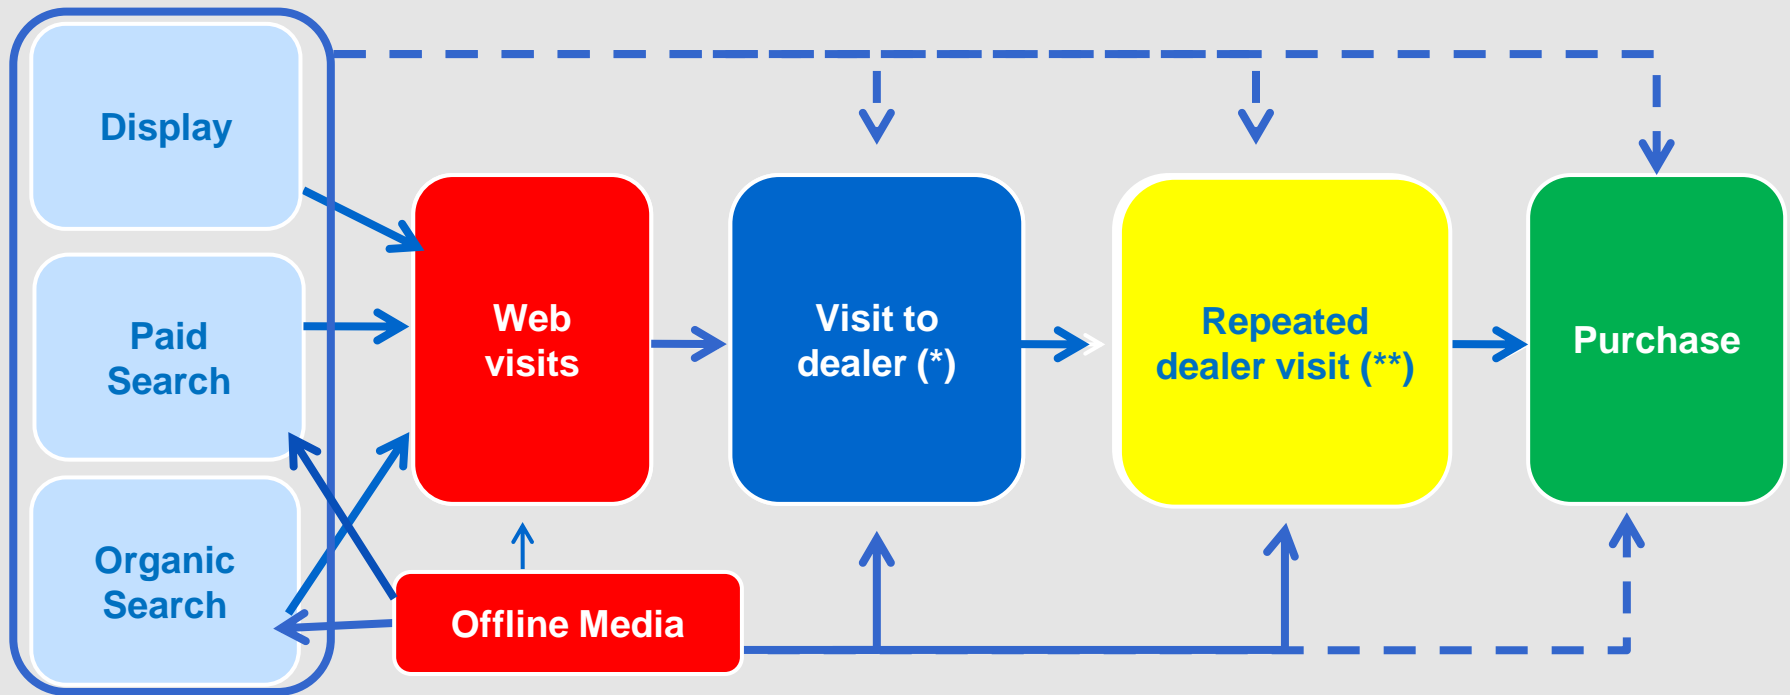 Display
Paid
Search
Organic
Search
Web
visits
Offline Media
Visit to
dealer (*)
Repeated
dealer visit (**)
Purchase